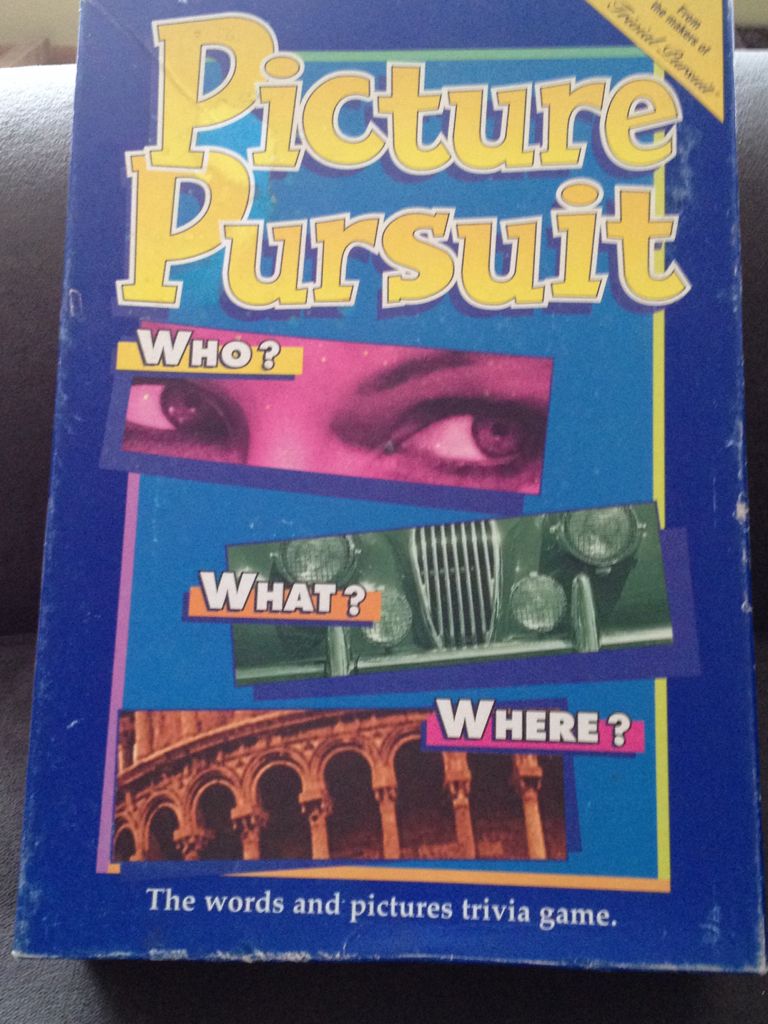 From
the makers of
Trivial Pursuit®
Picture
Pursuit
WHO?
WHAT?
WHERE?
The words and pictures trivia game.